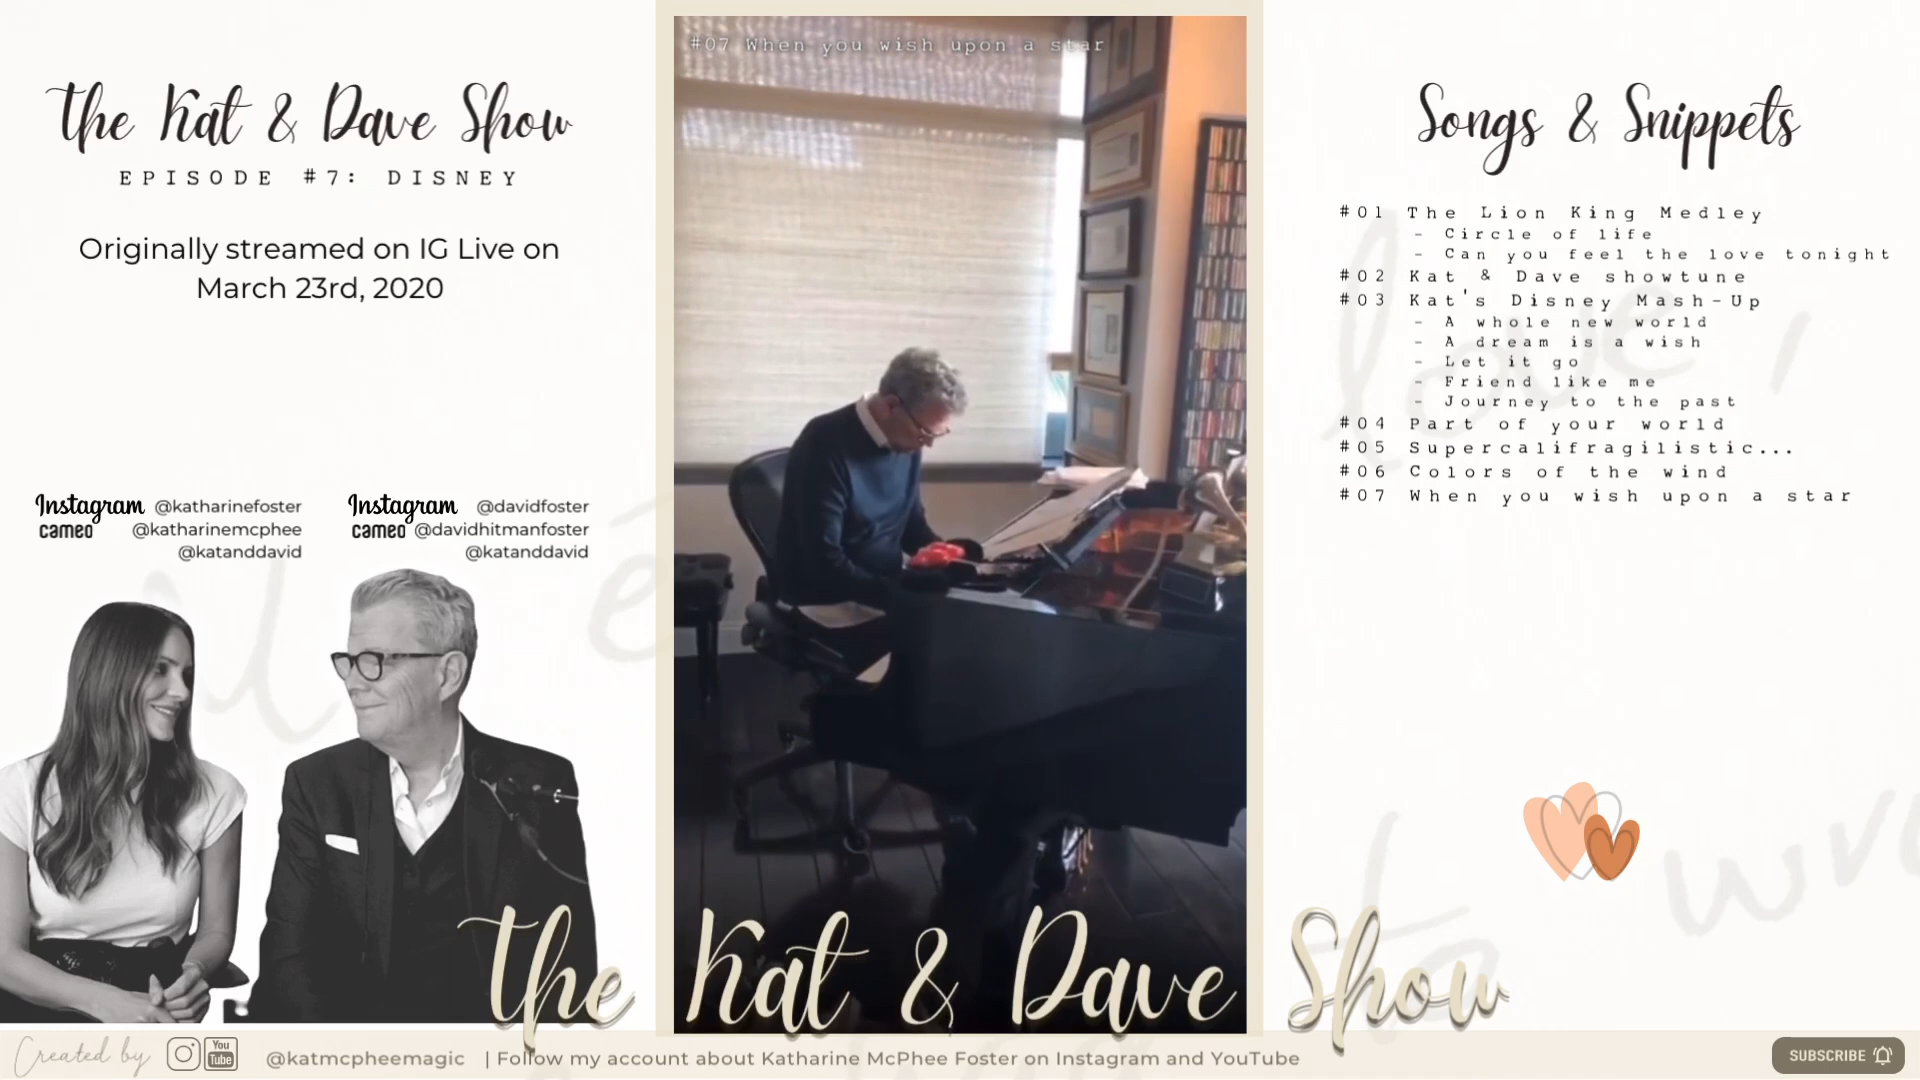 The Kat & Dave Show
EPISODE #7: DISNEY
Originally streamed on IG Live on
March 23rd, 2020
Instagram @katharinefoster
cameo @katharinemcphee
@katanddavid
Instagram @davidfoster
cameo @davidhitmanfoster
@katanddavid
#07 When you wish upon a star
Songs & Snippets
#01 The Lion King Medley
- Circle of life
- Can you feel the love tonight
#02 Kat & Dave showtune
#03 Kat's Disney Mash-Up
- A whole new world
- A dream is a wish
- Let it go
- Friend like me
- Journey to the past
#04 Part of your world
#05 Supercalifragilistic...
#06 Colors of the wind
#07 When you wish upon a star
love,
to
The Kat & Dave Show
Created by You Tube @katmcpheemagic | Follow my account about Katharine McPhee Foster on Instagram and YouTube
SUBSCRIBE